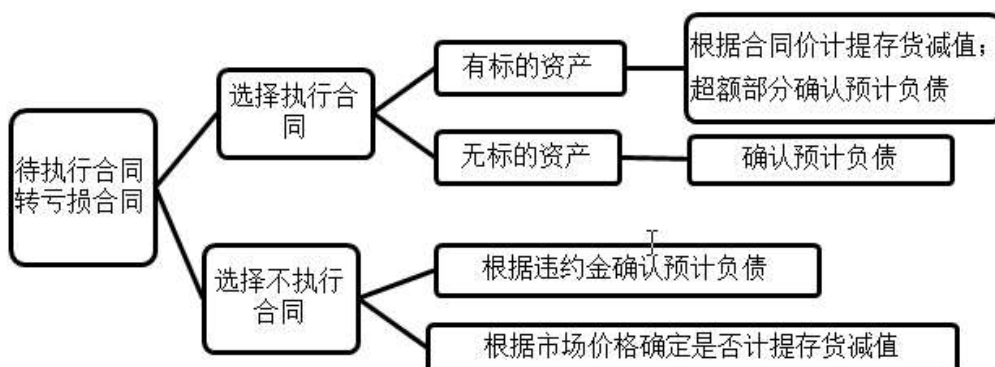 待执行合同
转亏损合同
选择执行合
同
有标的资产
根据合同价计提存货减值；
超额部分确认预计负债
无标的资产
确认预计负债
选择不执行
合同
根据违约金确认预计负债
根据市场价格确定是否计提存货减值